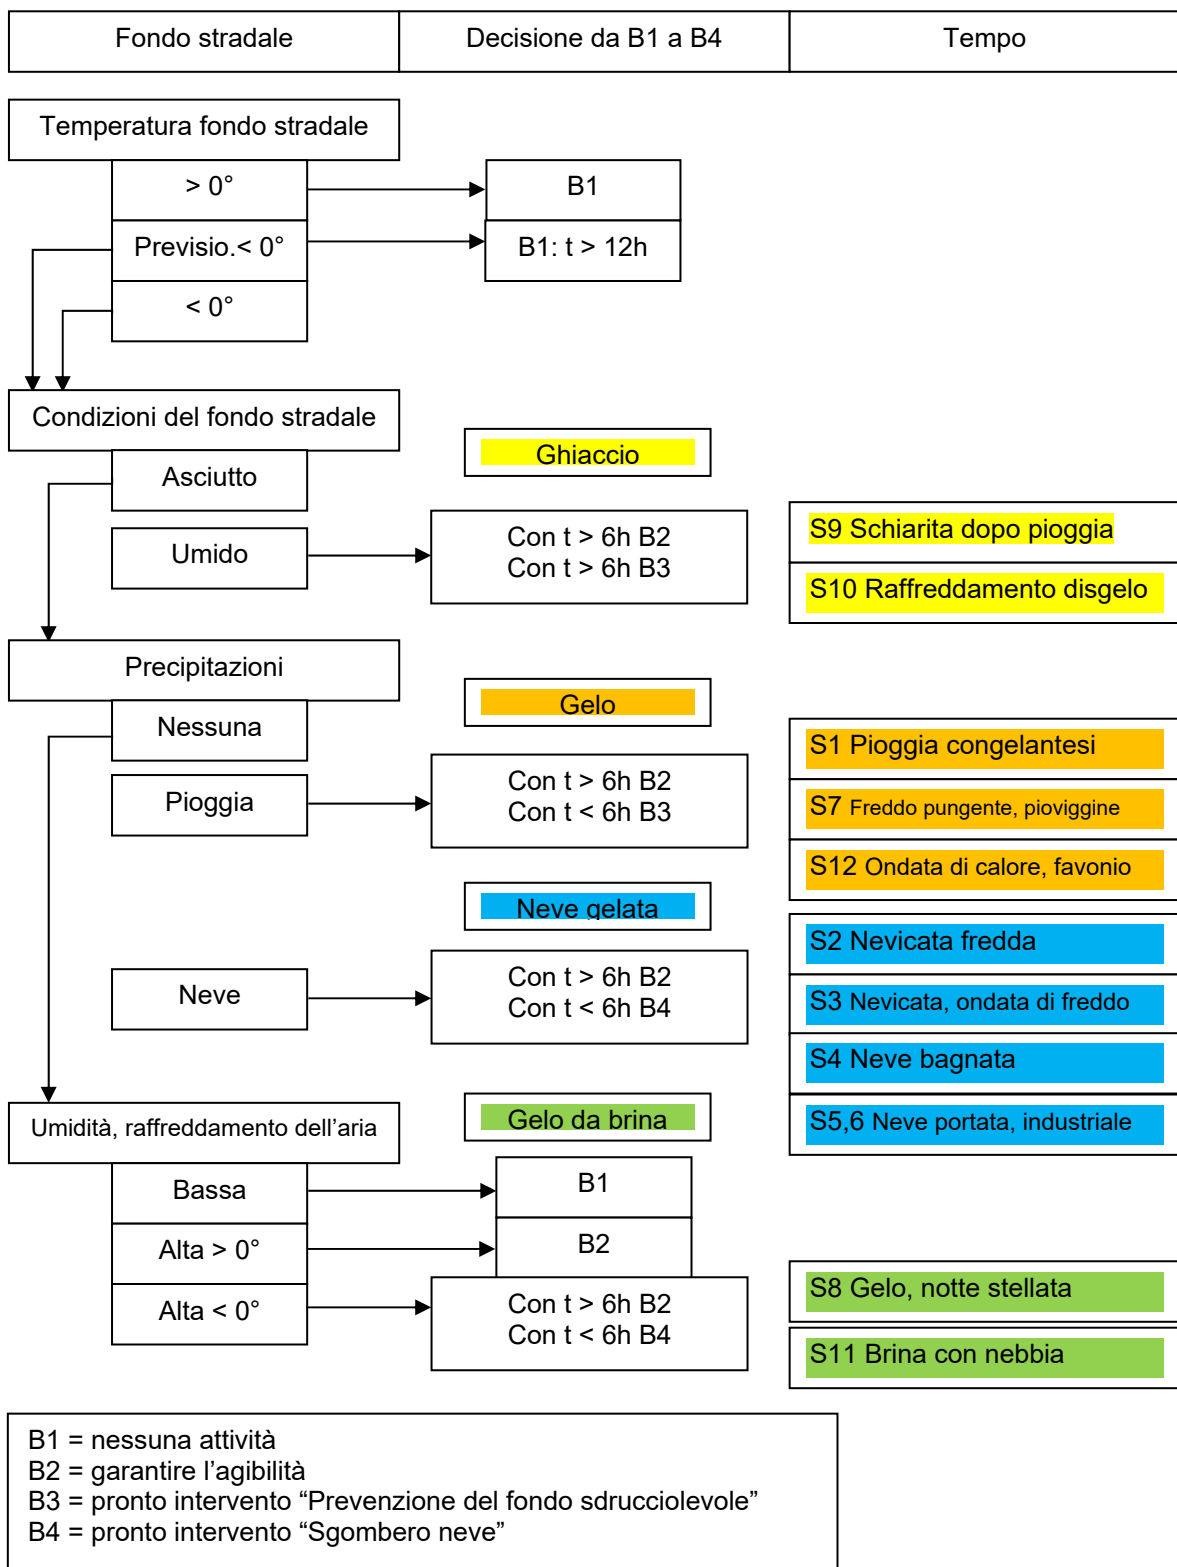 Fondo stradale
Decisione da B1 a B4
Tempo
Temperatura fondo stradale
> 0°
B1
Previsio.< 0°
B1: t > 12h
< 0°
Condizioni del fondo stradale
Ghiaccio
Asciutto
Umido
Con t > 6h B2
Con t > 6h B3
S9 Schiarita dopo pioggia
S10 Raffreddamento disgelo
Precipitazioni
Gelo
Nessuna
Pioggia
Con t > 6h B2
Con t < 6h B3
S1 Pioggia congelantesi
S7 Freddo pungente, pioviggine
S12 Ondata di calore, favonio
Neve gelata
Neve
Con t > 6h B2
Con t < 6h B4
S2 Nevicata fredda
S3 Nevicata, ondata di freddo
S4 Neve bagnata
S5,6 Neve portata, industriale
Umidità, raffreddamento dell’aria
Gelo da brina
Bassa
B1
Alta > 0°
B2
Alta < 0°
Con t > 6h B2
Con t < 6h B4
S8 Gelo, notte stellata
S11 Brina con nebbia
B1 = nessuna attività
B2 = garantire l’agibilità
B3 = pronto intervento “Prevenzione del fondo sdrucciolevole”
B4 = pronto intervento “Sgombero neve”